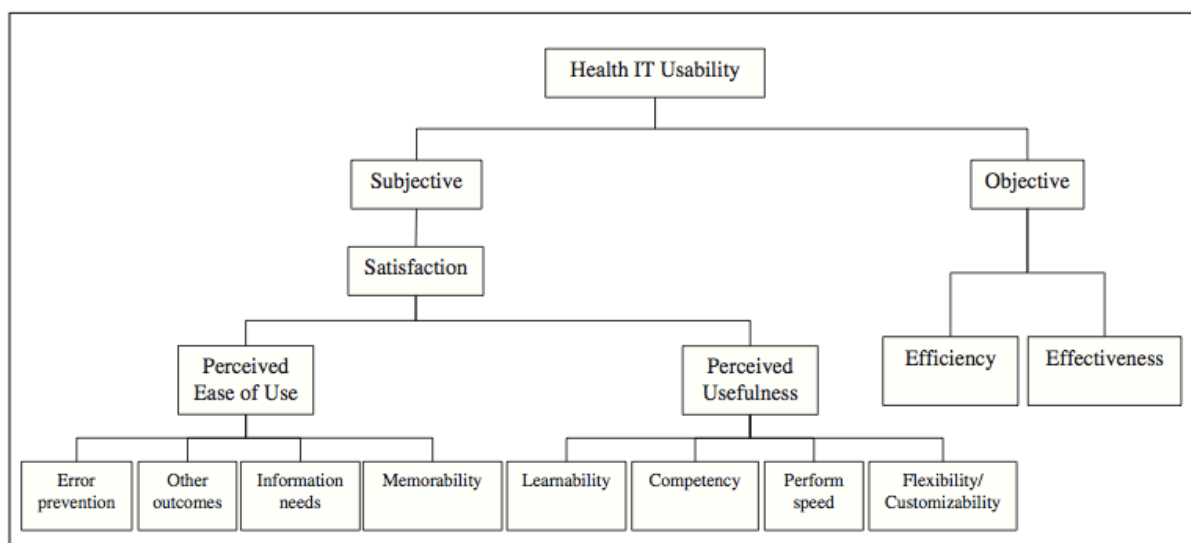 Health IT Usability
Subjective
Objective
Satisfaction
Perceived
Ease of Use
Perceived
Usefulness
Efficiency
Effectiveness
Error
prevention
Other
outcomes
Information
needs
Memorability
Learnability
Competency
Perform
speed
Flexibility/
Customizability